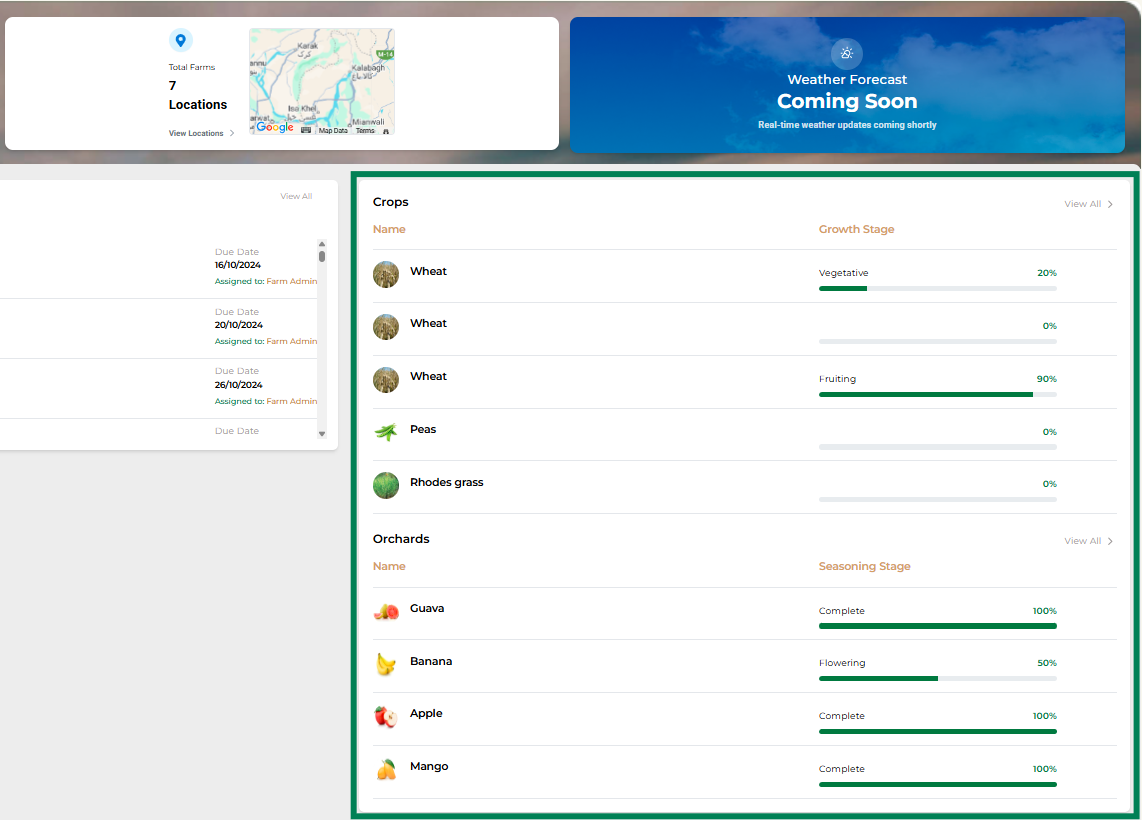 Total Farms
7
Locations
View Locations
Karak
کرک
M-14
Kalabagh
Isa Khel
Mianwali
Google
Map Data
Terms
Weather Forecast
Coming Soon
Real-time weather updates coming shortly
View All
Due Date
16/10/2024
Assigned to: Farm Admin
Due Date
20/10/2024
Assigned to: Farm Admin
Due Date
26/10/2024
Assigned to: Farm Admin
Due Date
Crops
View All
Name Growth Stage
Wheat
Vegetative 20%
Wheat
0%
Wheat
Fruiting 90%
Peas
0%
Rhodes grass
0%
Orchards
View All
Name Seasoning Stage
Guava
Complete 100%
Banana
Flowering 50%
Apple
Complete 100%
Mango
Complete 100%